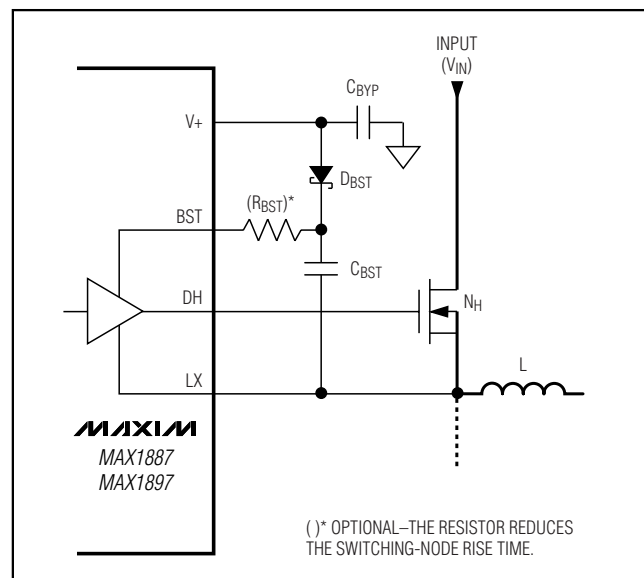 INPUT
(VIN)
CBYP
V+
DBST
(RBST)*
BST
CBST
DH
NH
L
LX
MAXIM
MAX1887
MAX1897
( )* OPTIONAL–THE RESISTOR REDUCES
THE SWITCHING-NODE RISE TIME.